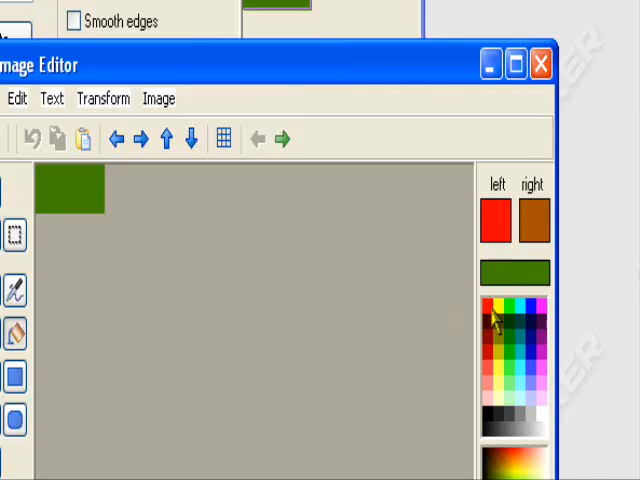 Smooth edges
mage Editor
Edit Text Transform Image
left right